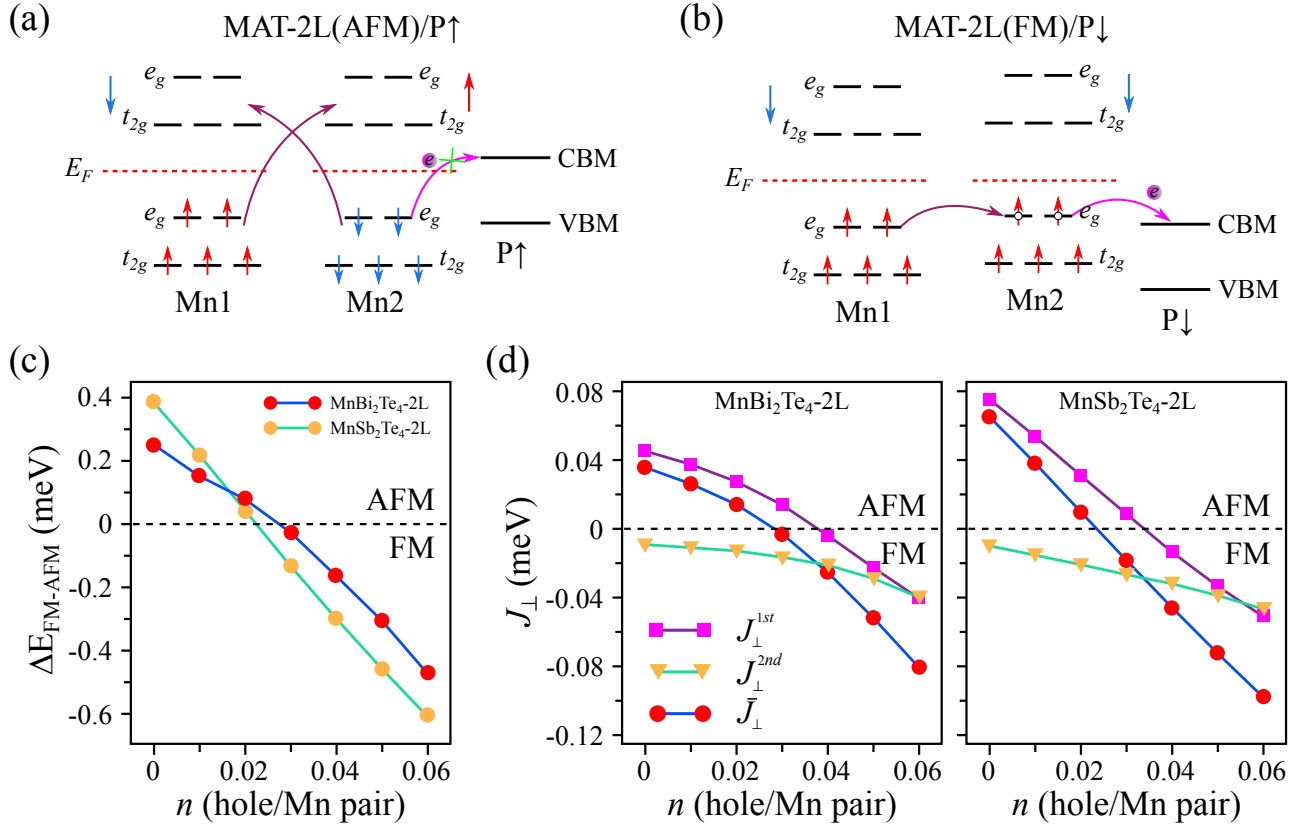 (a)
MAT-2L(AFM)/P↑
e_g
e_g
t_2g
t_2g
E_F
e
CBM
e_g
e_g
VBM
t_2g
t_2g
P↑
Mn1
Mn2
(b)
MAT-2L(FM)/P↓
e_g
e_g
t_2g
t_2g
E_F
e
e_g
e_g
CBM
t_2g
t_2g
VBM
Mn1
Mn2
P↓
(c)
ΔE_FM-AFM (meV)
0.4
0.2
0
-0.2
-0.4
-0.6
MnBi₂Te₄-2L
MnSb₂Te₄-2L
AFM
FM
0 0.02 0.04 0.06
n (hole/Mn pair)
(d)
J_⊥ (meV)
0.08
0.04
0
-0.04
-0.08
-0.12
MnBi₂Te₄-2L
AFM
FM
J_⊥^1st
J_⊥^2nd
J̄_⊥
0 0.02 0.04 0.06
n (hole/Mn pair)
MnSb₂Te₄-2L
AFM
FM
0 0.02 0.04 0.06
n (hole/Mn pair)